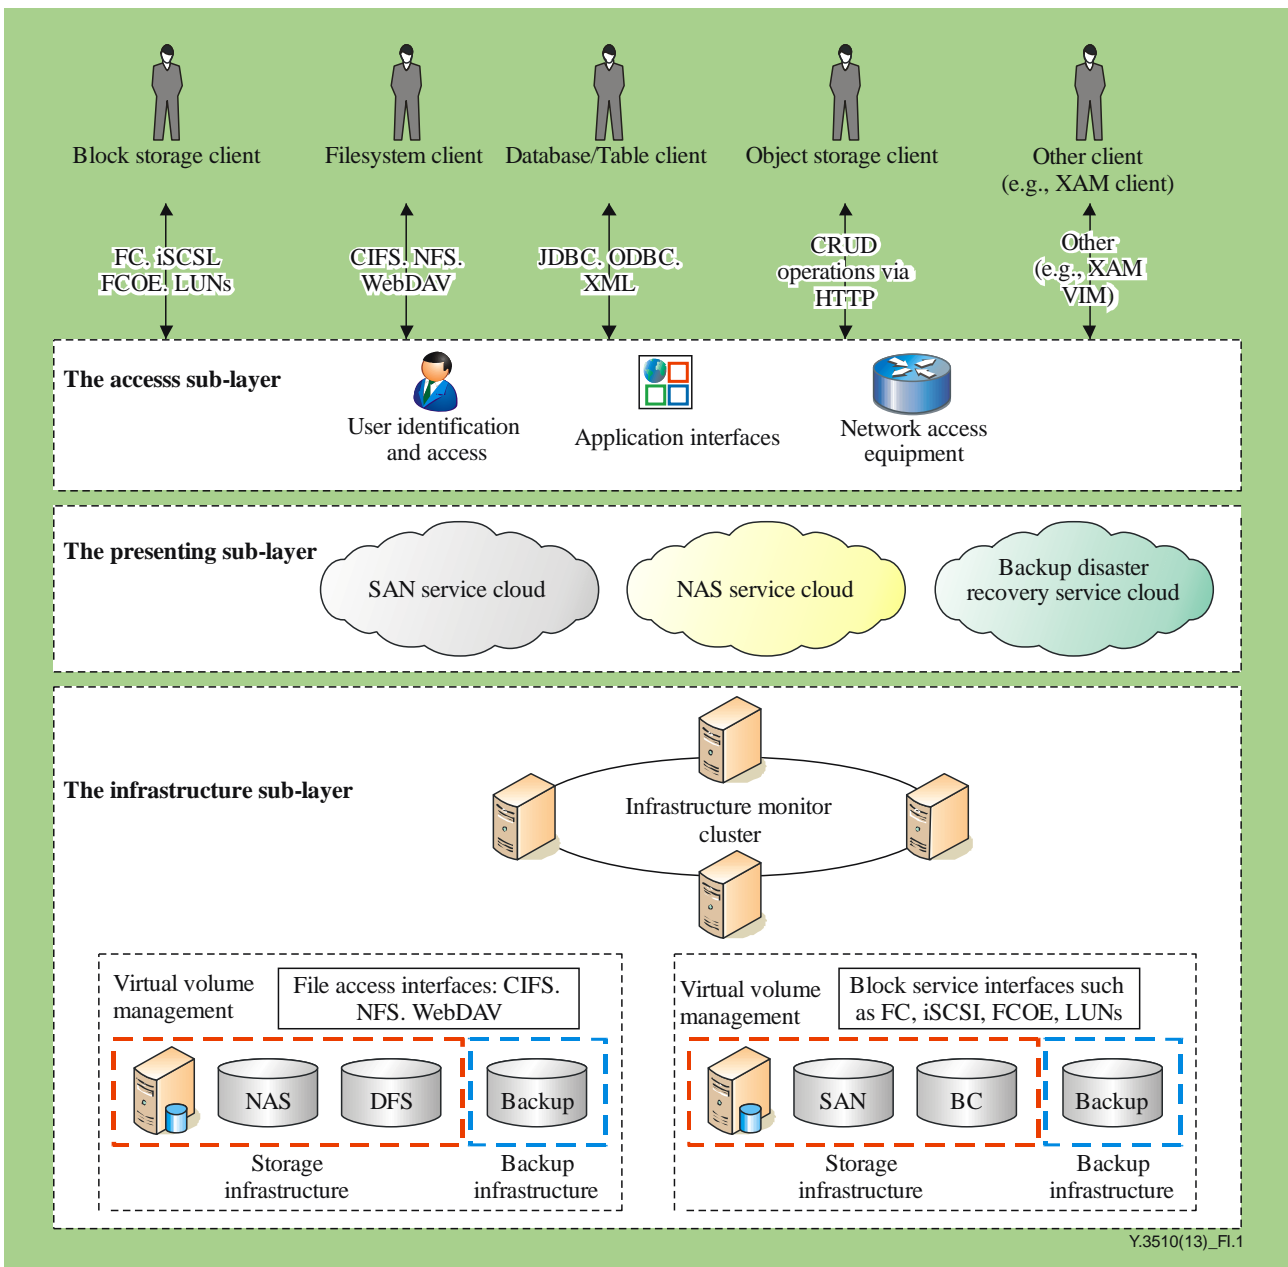 Block storage client
Filesystem client
Database/Table client
Object storage client
Other client
(e.g., XAM client)
FC. iSCSL
FCOE. LUNs
CIFS. NFS.
WebDAV
JDBC. ODBC.
XML
CRUD
operations via
HTTP
Other
(e.g., XAM
VIM)
The accesss sub-layer
User identification
and access
Application interfaces
Network access
equipment
The presenting sub-layer
SAN service cloud
NAS service cloud
Backup disaster
recovery service cloud
The infrastructure sub-layer
Infrastructure monitor
cluster
Virtual volume
management
File access interfaces: CIFS.
NFS. WebDAV
NAS
DFS
Backup
Storage
infrastructure
Backup
infrastructure
Virtual volume
management
Block service interfaces such
as FC, iSCSI, FCOE, LUNs
SAN
BC
Backup
Storage
infrastructure
Backup
infrastructure
Y.3510(13)_FI.1